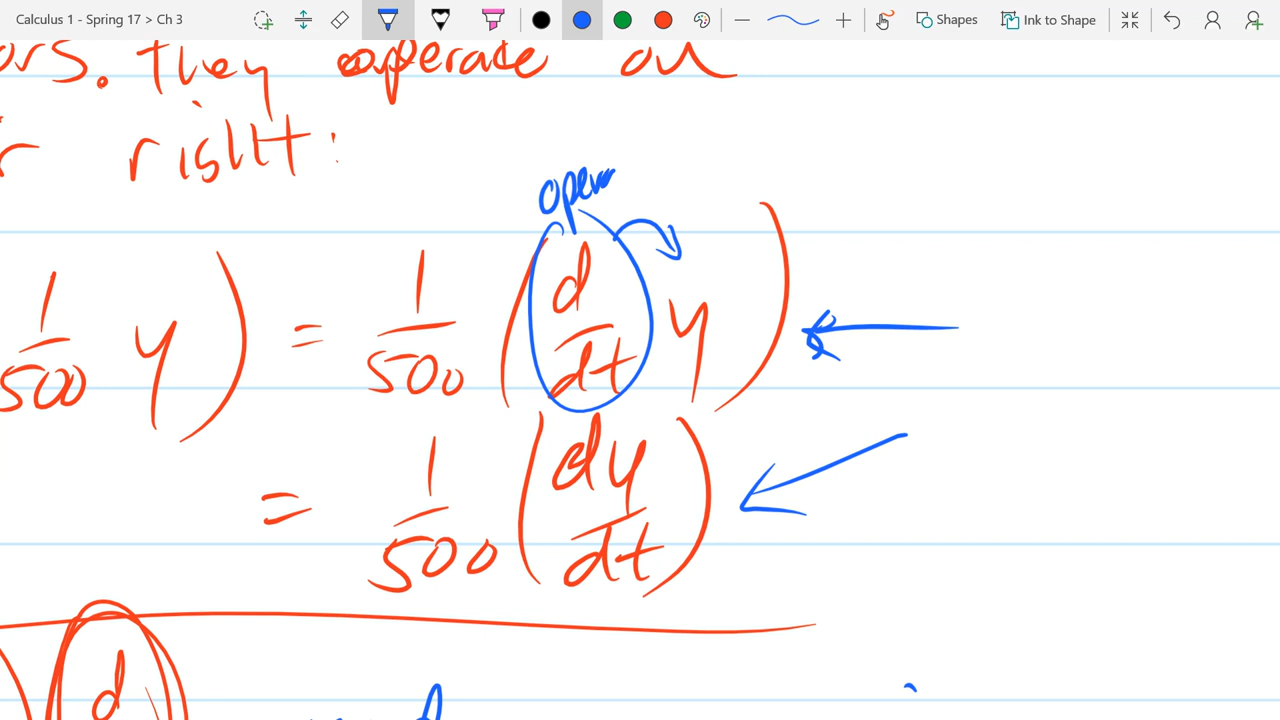 Calculus 1 - Spring 17 > Ch 3
Shapes
Ink to Shape
ors. They operate on
r right:
oper
1/500 y) = 1/500 (d/dt y)
= 1/500 (dy/dt)
d